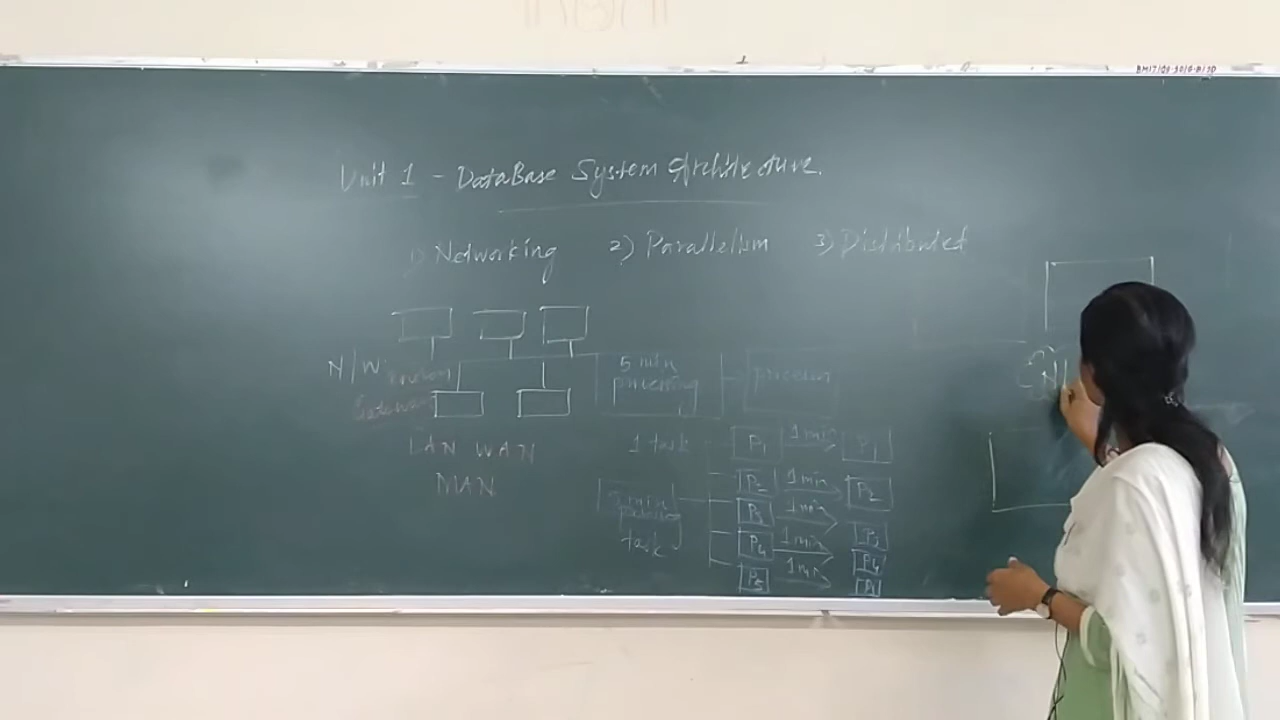 Unit 1 - DataBase System Architecture.
1) Networking 2) Parallelism 3) Distributed
N/W
LAN WAN
MAN
5 min
processing
processor
1 task
P1 1 min P1
P2 1 min P2
P3 1 min P3
P4 1 min P4
P5 1 min
task